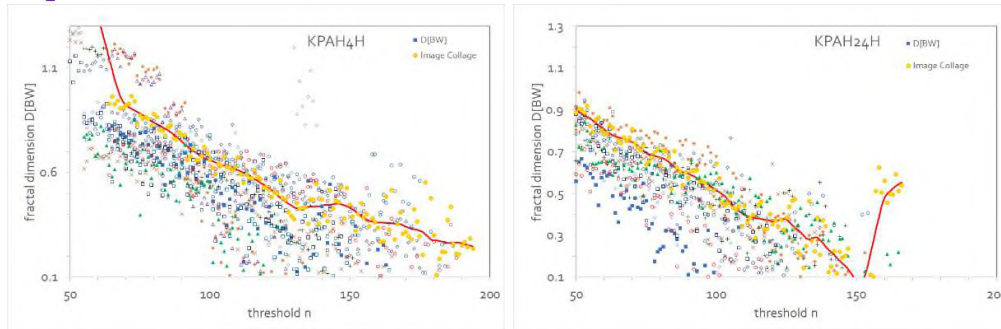 KPAH4H
D[BW]
Image Collage
fractal dimension D[BW]
1.1
0.6
0.1
50
100
150
200
threshold n
KPAH24H
D[BW]
Image Collage
fractal dimension D[BW]
1.3
1.1
0.9
0.7
0.5
0.3
0.1
50
100
150
200
threshold n